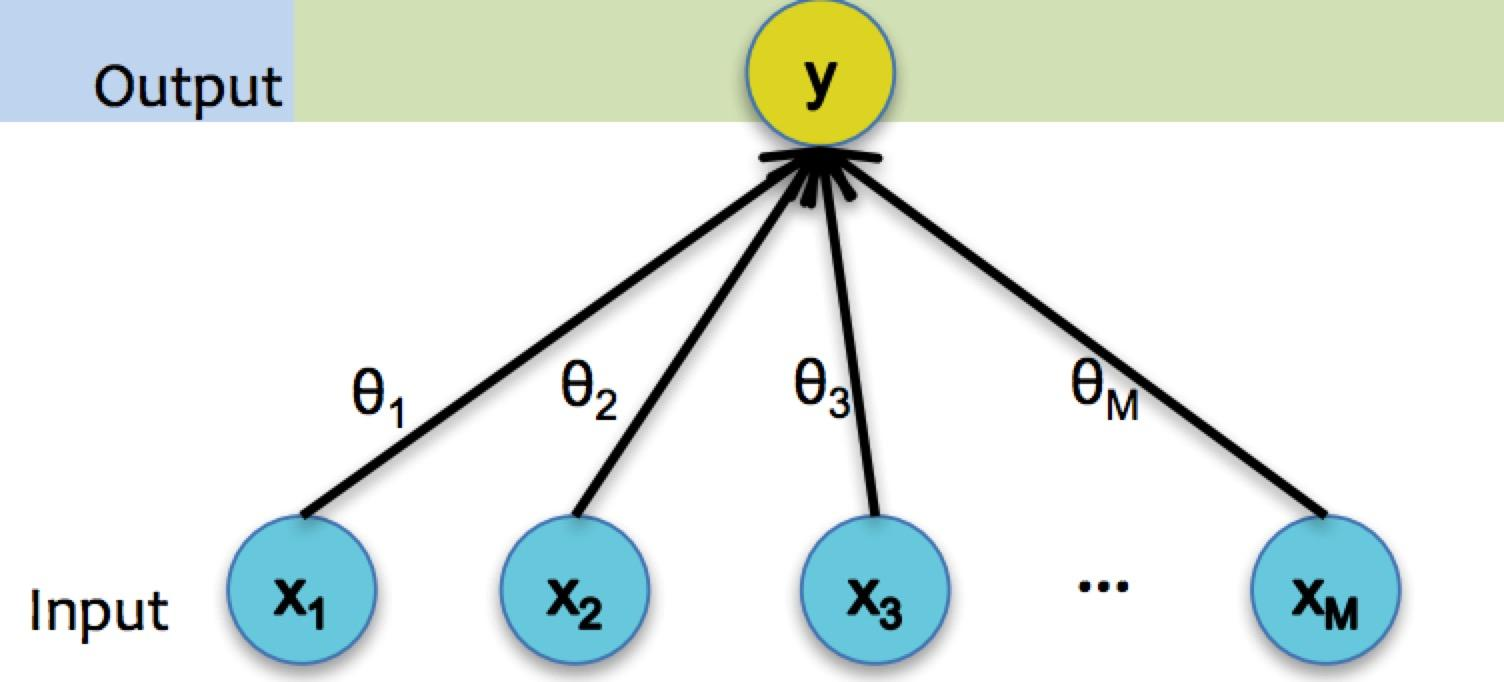 Output
y
θ1 θ2 θ3 θM
Input x1 x2 x3 ... xM